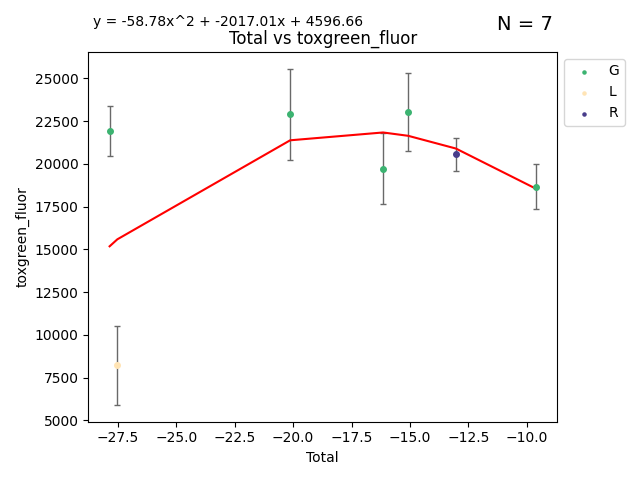 y = -58.78x^2 + -2017.01x + 4596.66
N = 7
Total vs toxgreen_fluor
G
L
R
25000
22500
20000
17500
15000
12500
10000
7500
5000
toxgreen_fluor
−27.5 −25.0 −22.5 −20.0 −17.5 −15.0 −12.5 −10.0
Total